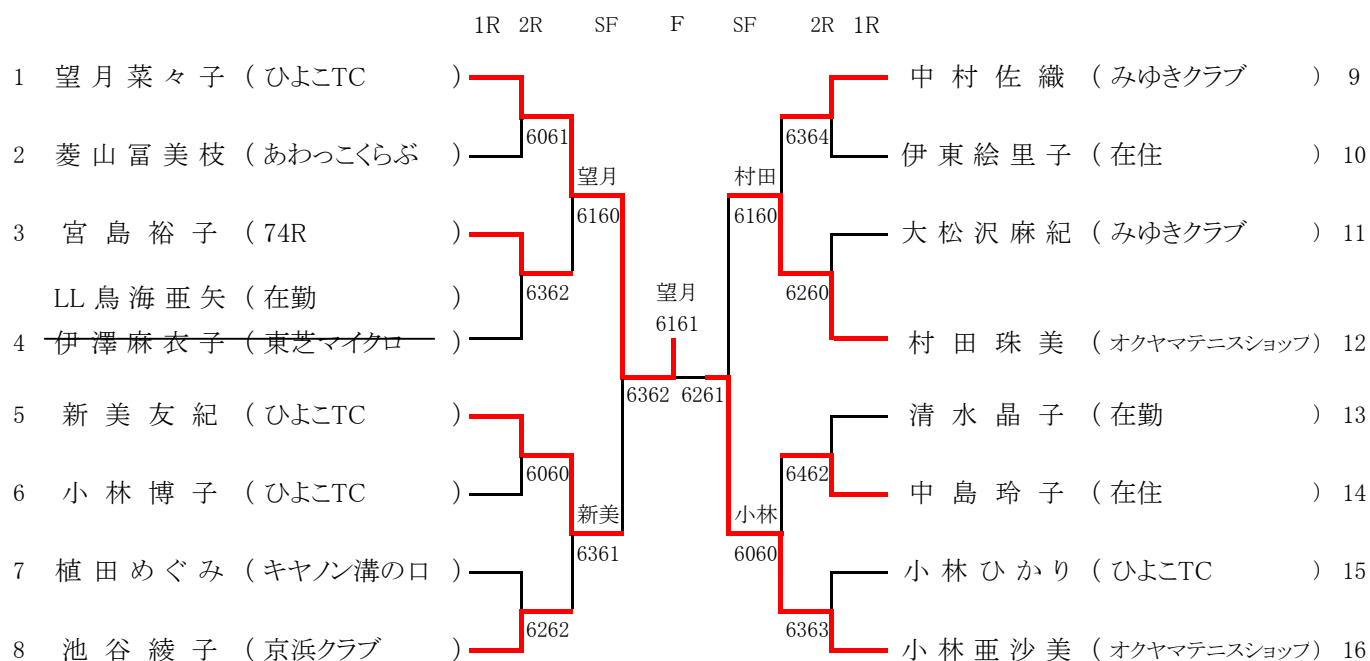 1R 2R SF F SF 2R 1R
1 望月菜々子 ( ひよこTC ) 中村佐織 ( みゆきクラブ ) 9
6061 6364
2 菱山冨美枝 ( あわっこくらぶ ) 伊東絵里子 ( 在住 ) 10
望月 村田
6160 6160
3 宮島裕子 ( 74R ) 大松沢麻紀 ( みゆきクラブ ) 11
6362 6260
LL 鳥海亜矢 ( 在勤 ) 望月
6161
4 伊澤麻衣子 ( 東芝マイクロ ) 村田珠美 ( オクヤマテニスショップ ) 12
6362 6261
5 新美友紀 ( ひよこTC ) 清水晶子 ( 在勤 ) 13
6060 6462
6 小林博子 ( ひよこTC ) 中島玲子 ( 在住 ) 14
新美 小林
6361 6060
7 植田めぐみ ( キヤノン溝の口 ) 小林ひかり ( ひよこTC ) 15
6262 6363
8 池谷綾子 ( 京浜クラブ ) 小林亜沙美 ( オクヤマテニスショップ ) 16